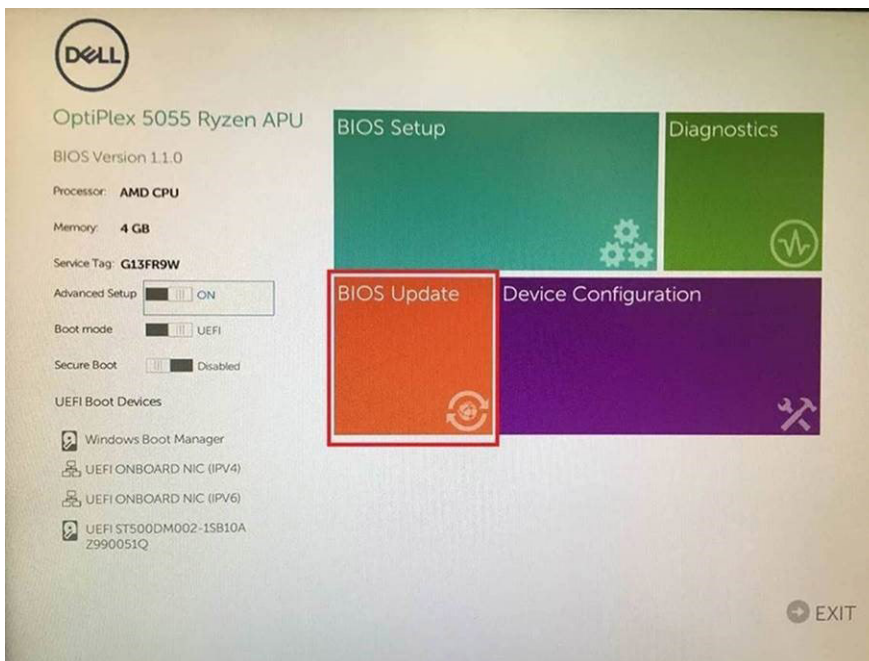 DELL
OptiPlex 5055 Ryzen APU
BIOS Version 1.1.0
Processor: AMD CPU
Memory: 4 GB
Service Tag: G13FR9W
Advanced Setup ON
Boot mode UEFI
Secure Boot Disabled
UEFI Boot Devices
Windows Boot Manager
UEFI ONBOARD NIC (IPV4)
UEFI ONBOARD NIC (IPV6)
UEFI ST500DM002-1SB10A
Z990051Q
BIOS Setup
Diagnostics
BIOS Update
Device Configuration
EXIT